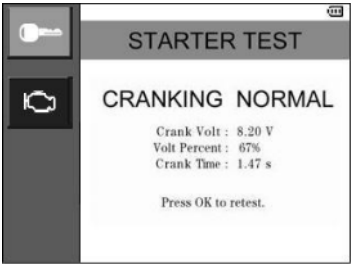 STARTER TEST
CRANKING NORMAL
Crank Volt : 8.20 V
Volt Percent : 67%
Crank Time : 1.47 s
Press OK to retest.